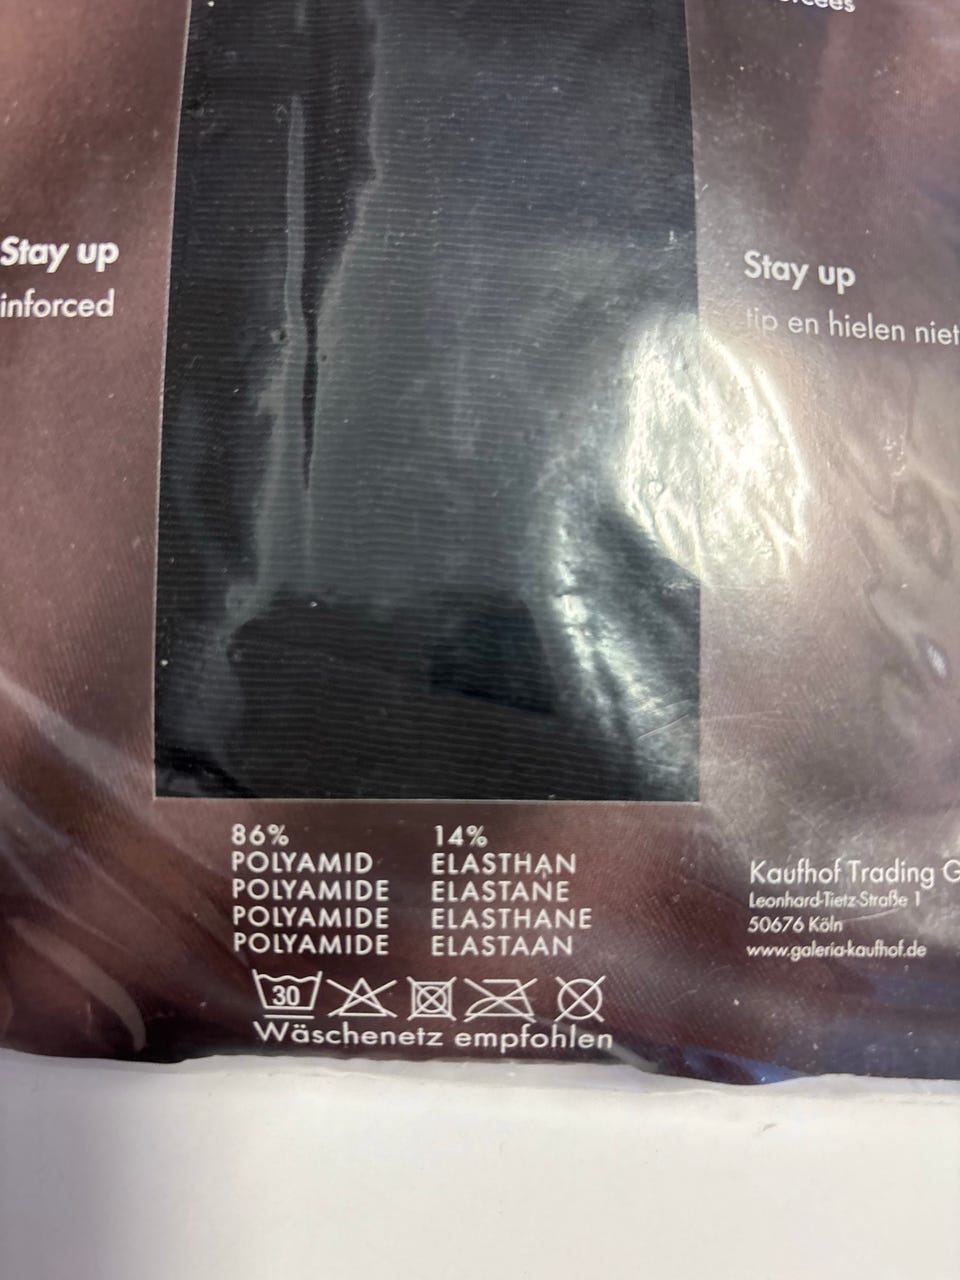 Stay up
inforced
Stay up
tip en hielen niet
86%
POLYAMID
POLYAMIDE
POLYAMIDE
POLYAMIDE
14%
ELASTHAN
ELASTANE
ELASTHANE
ELASTAAN
Kaufhof Trading G
Leonhard-Tietz-Straße 1
50676 Köln
www.galeria-kaufhof.de
30
Wäschenetz empfohlen